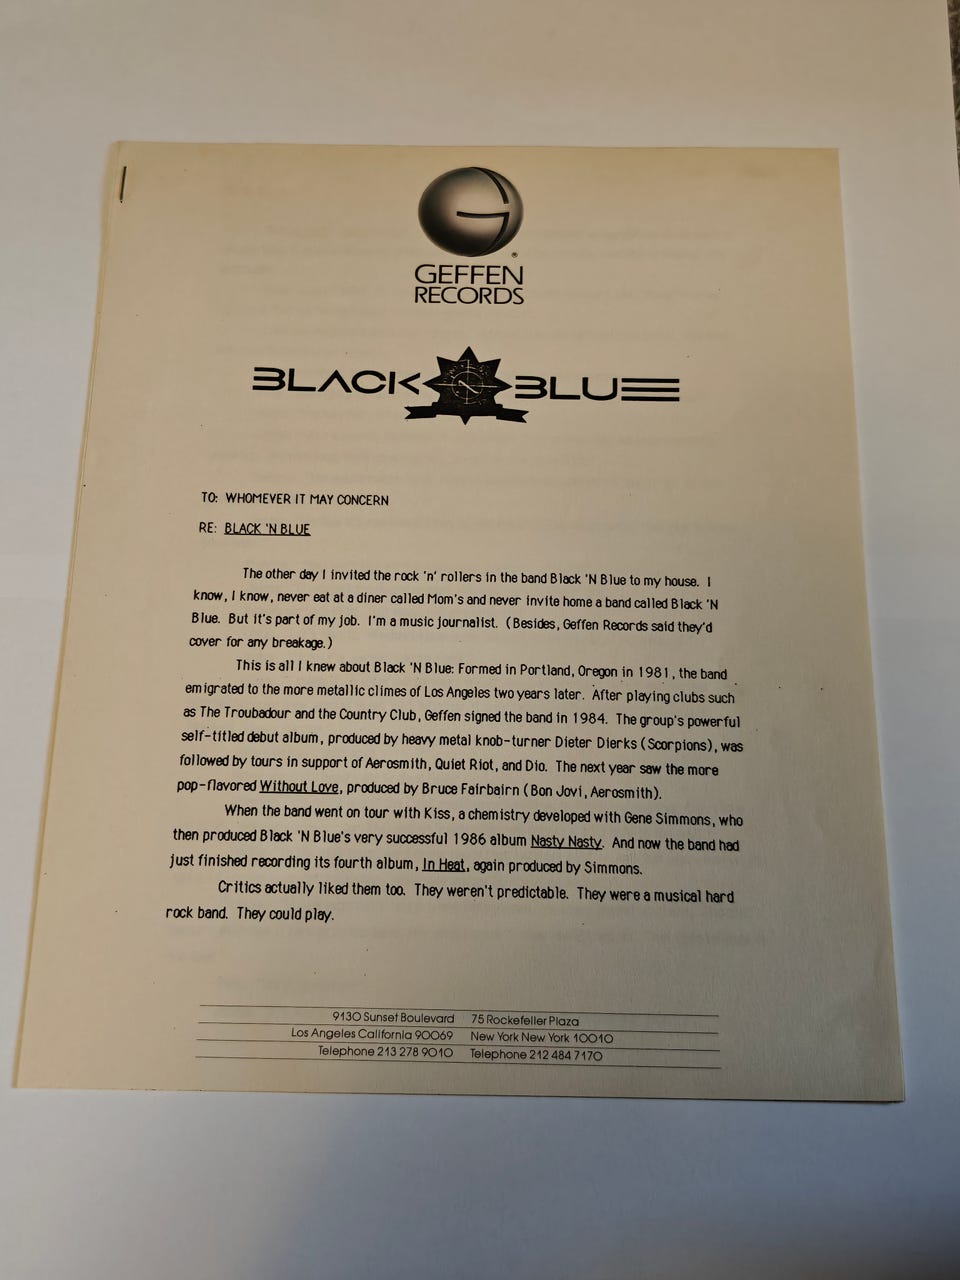 GEFFEN
RECORDS
BLACK 'N BLUE
TO: WHOMEVER IT MAY CONCERN
RE: BLACK 'N BLUE
The other day I invited the rock 'n' rollers in the band Black 'N Blue to my house. I
know, I know, never eat at a diner called Mom's and never invite home a band called Black 'N
Blue. But it's part of my job. I'm a music journalist. (Besides, Geffen Records said they'd
cover for any breakage.)
This is all I knew about Black 'N Blue: Formed in Portland, Oregon in 1981, the band
emigrated to the more metallic climes of Los Angeles two years later. After playing clubs such
as The Troubadour and the Country Club, Geffen signed the band in 1984. The group's powerful
self-titled debut album, produced by heavy metal knob-turner Dieter Dierks (Scorpions), was
followed by tours in support of Aerosmith, Quiet Riot, and Dio. The next year saw the more
pop-flavored Without Love, produced by Bruce Fairbairn (Bon Jovi, Aerosmith).
When the band went on tour with Kiss, a chemistry developed with Gene Simmons, who
then produced Black 'N Blue's very successful 1986 album Nasty Nasty. And now the band had
just finished recording its fourth album, In Heat, again produced by Simmons.
Critics actually liked them too. They weren't predictable. They were a musical hard
rock band. They could play.
9130 Sunset Boulevard 75 Rockefeller Plaza
Los Angeles California 90069 New York New York 10010
Telephone 213 278 9010 Telephone 212 484 7170